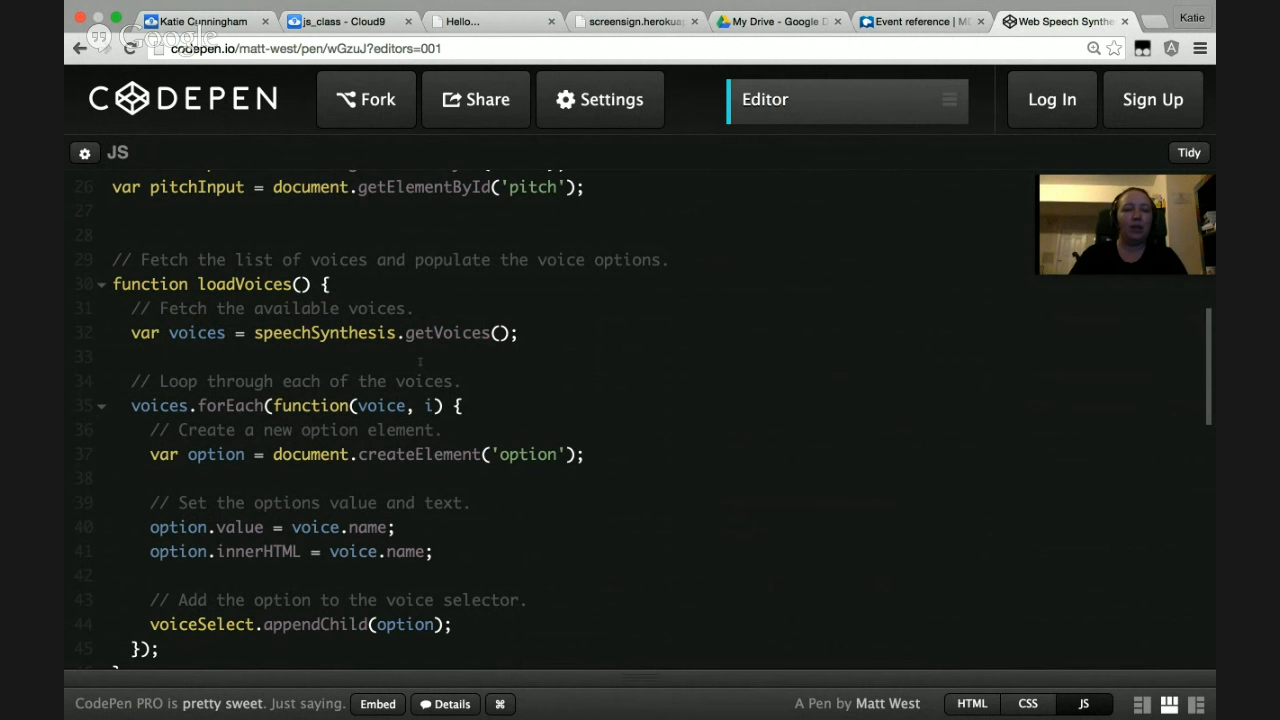 Katie Cunningham
js_class - Cloud9
Hello...
screensign.herokuap
My Drive - Google D
Event reference | MD
Web Speech Synthe
Katie
Google
codepen.io/matt-west/pen/wGzuJ?editors=001
CODEPEN
Fork
Share
Settings
Editor
Log In
Sign Up
JS
Tidy
26 var pitchInput = document.getElementById('pitch');
27
28
29 // Fetch the list of voices and populate the voice options.
30 function loadVoices() {
31 // Fetch the available voices.
32 var voices = speechSynthesis.getVoices();
33
34 // Loop through each of the voices.
35 voices.forEach(function(voice, i) {
36 // Create a new option element.
37 var option = document.createElement('option');
38
39 // Set the options value and text.
40 option.value = voice.name;
41 option.innerHTML = voice.name;
42
43 // Add the option to the voice selector.
44 voiceSelect.appendChild(option);
45 });
CodePen PRO is pretty sweet. Just saying.
Embed
Details
A Pen by Matt West
HTML
CSS
JS